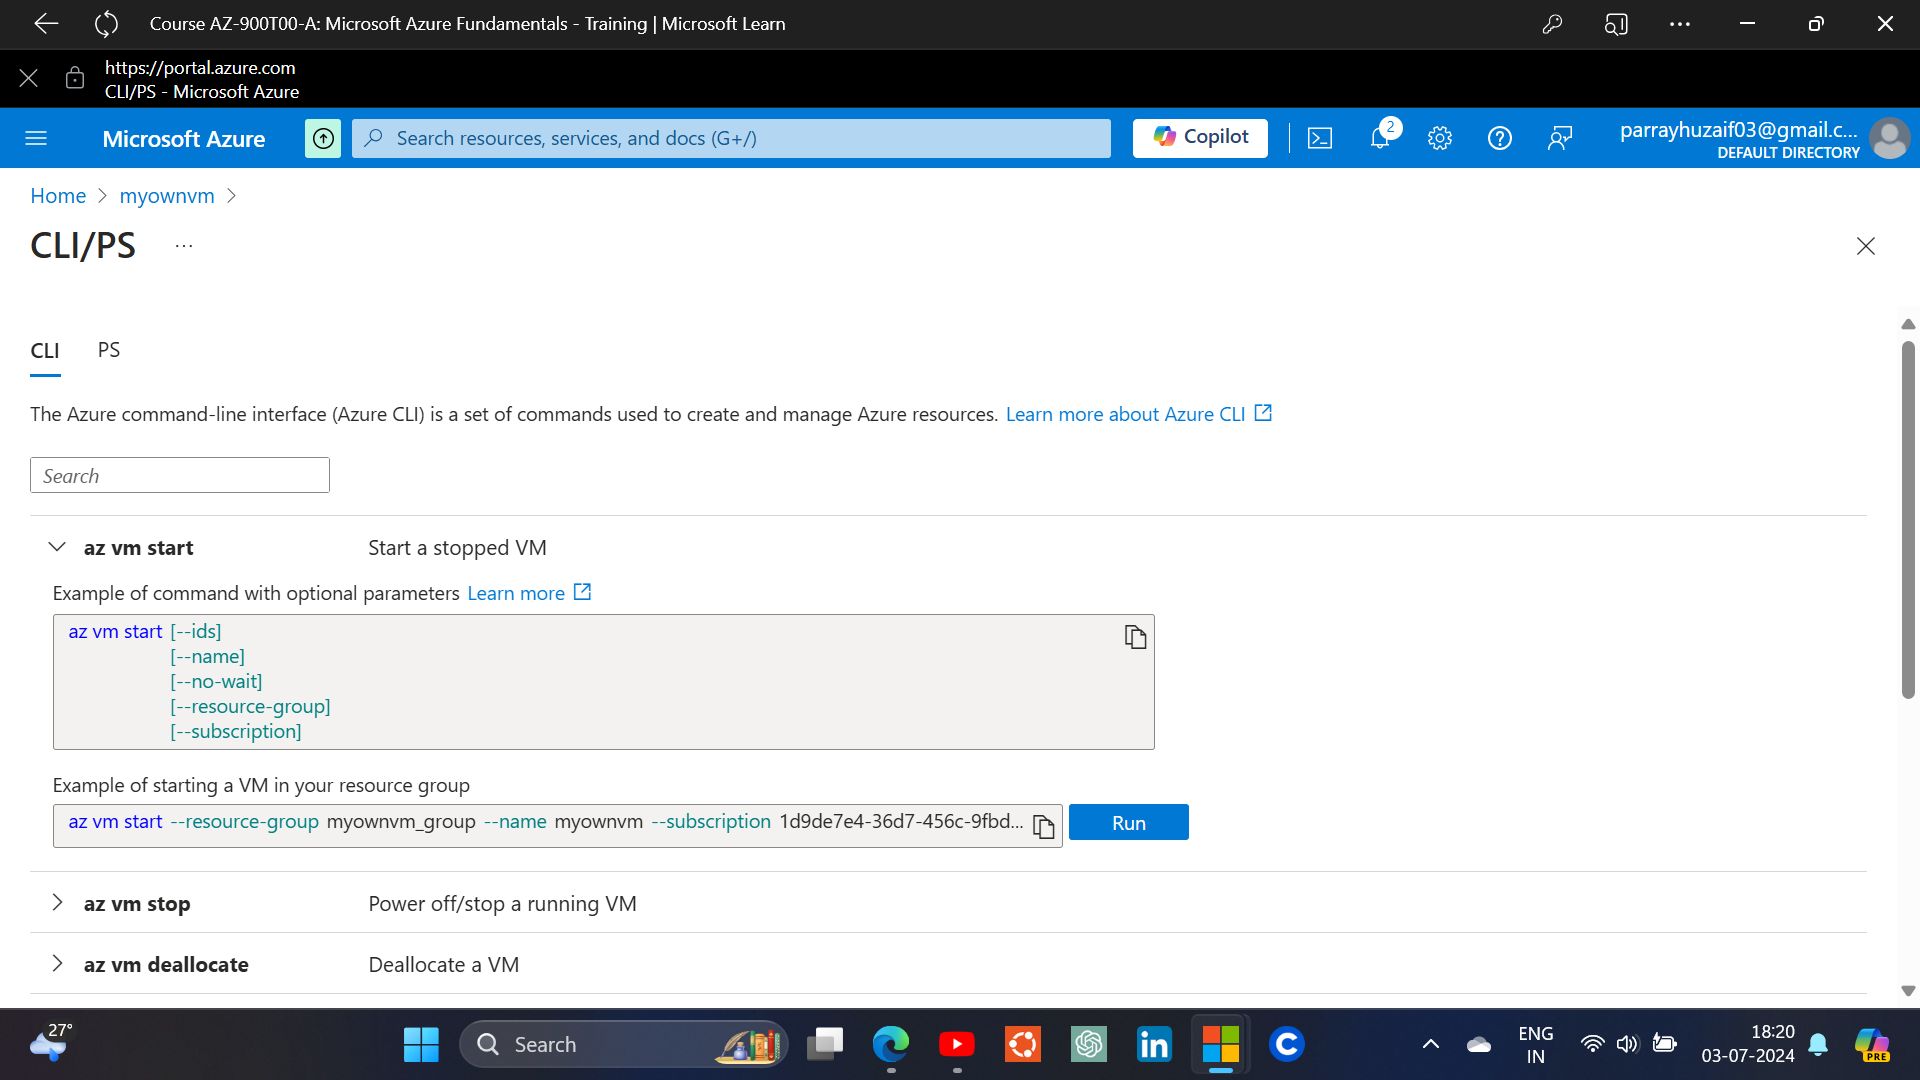 Course AZ-900T00-A: Microsoft Azure Fundamentals - Training | Microsoft Learn
https://portal.azure.com
CLI/PS - Microsoft Azure
Microsoft Azure
Search resources, services, and docs (G+/)
Copilot
2
parrayhuzaif03@gmail.c...
DEFAULT DIRECTORY
Home > myownvm >
CLI/PS ...
CLI PS
The Azure command-line interface (Azure CLI) is a set of commands used to create and manage Azure resources. Learn more about Azure CLI
Search
az vm start Start a stopped VM
Example of command with optional parameters Learn more
az vm start [--ids]
[--name]
[--no-wait]
[--resource-group]
[--subscription]
Example of starting a VM in your resource group
az vm start --resource-group myownvm_group --name myownvm --subscription 1d9de7e4-36d7-456c-9fbd... Run
az vm stop Power off/stop a running VM
az vm deallocate Deallocate a VM
27°
Search
in
C
ENG
IN
18:20
03-07-2024
PRE